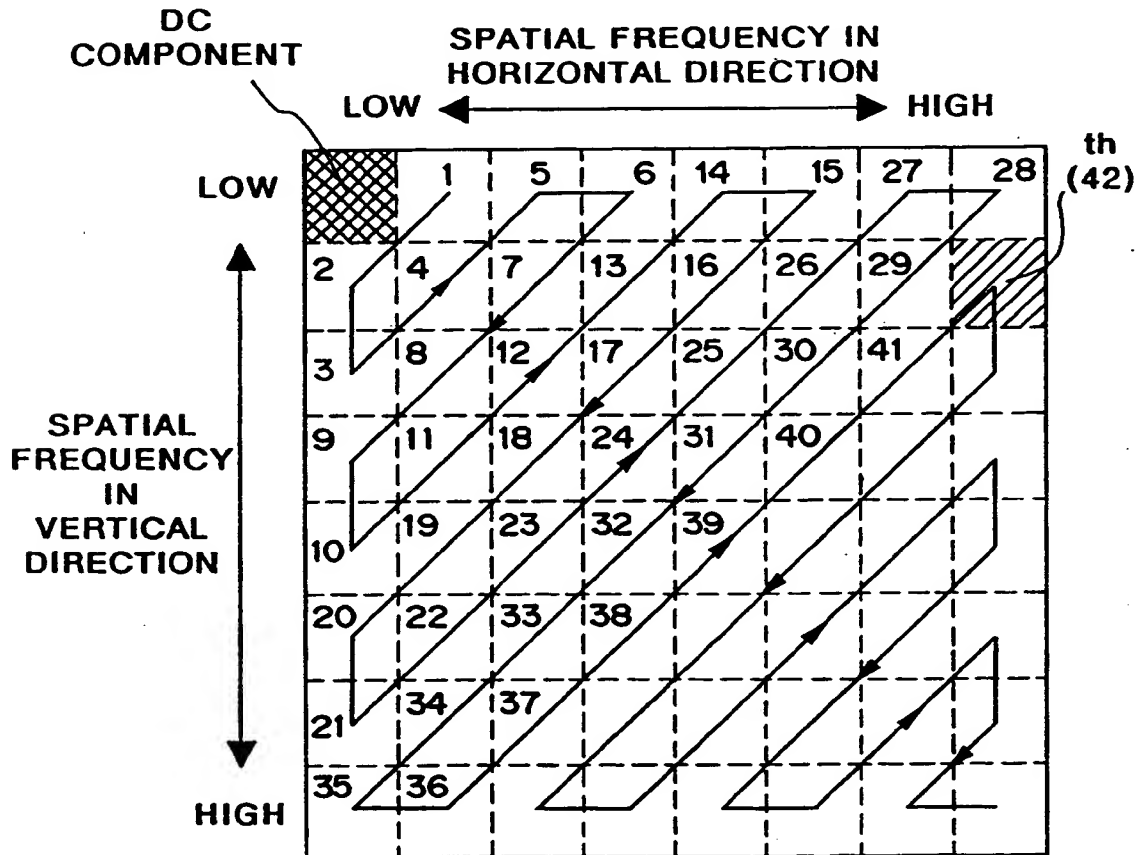 DC
COMPONENT
SPATIAL FREQUENCY IN
HORIZONTAL DIRECTION
LOW HIGH
th
(42)
LOW
1 5 6 14 15 27 28
2 4 7 13 16 26 29
3 8 12 17 25 30 41
SPATIAL
FREQUENCY
IN
VERTICAL
DIRECTION
9 11 18 24 31 40
10 19 23 32 39
20 22 33 38
21 34 37
35 36
HIGH